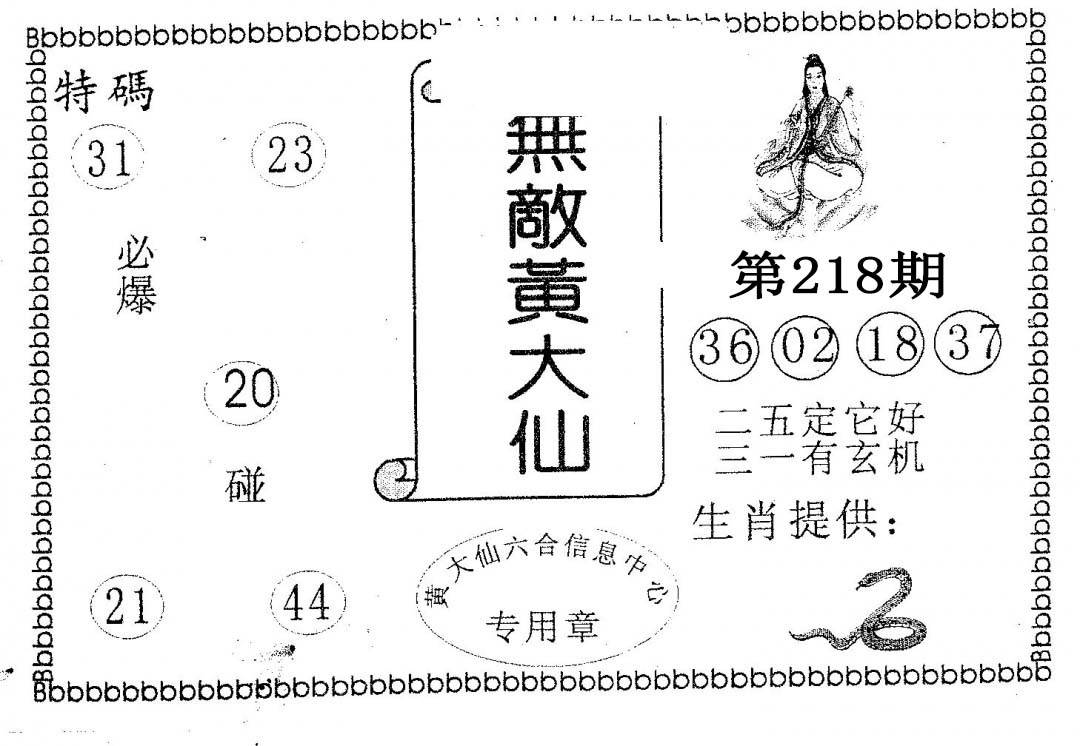 特碼
31 23
必爆
20
碰
21 44
無敵黃大仙
黃大仙六合信息中心
专用章
第218期
36 02 18 37
二五定它好
三一有玄机
生肖提供：